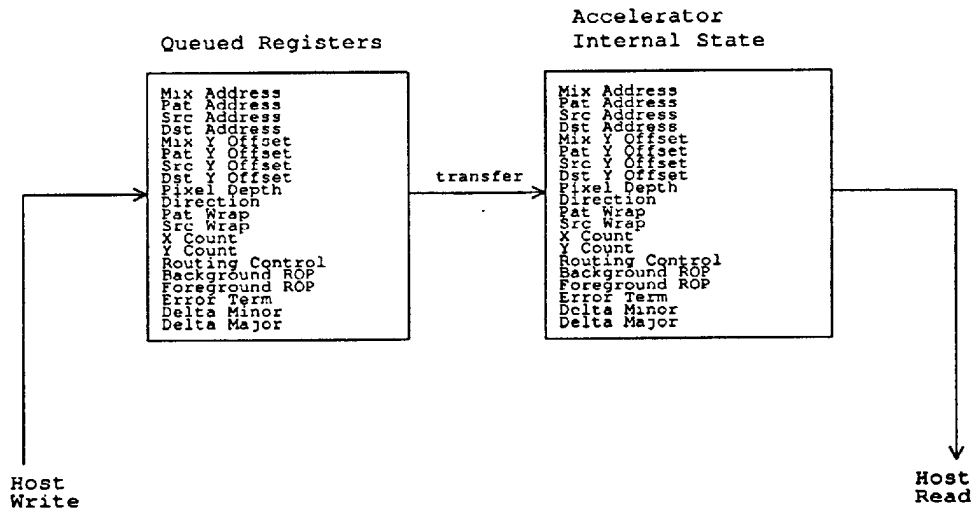 Queued Registers
Mix Address
Pat Address
Src Address
Dst Address
Mix Y Offset
Pat Y Offset
Src Y Offset
Dst Y Offset
Pixel Depth
Direction
Pat Wrap
Src Wrap
X Count
Y Count
Routing Control
Background ROP
Foreground ROP
Error Term
Delta Minor
Delta Major
transfer
Accelerator
Internal State
Mix Address
Pat Address
Src Address
Dst Address
Mix Y Offset
Pat Y Offset
Src Y Offset
Dst Y Offset
Pixel Depth
Direction
Pat Wrap
Src Wrap
X Count
Y Count
Routing Control
Background ROP
Foreground ROP
Error Term
Delta Minor
Delta Major
Host
Write
Host
Read